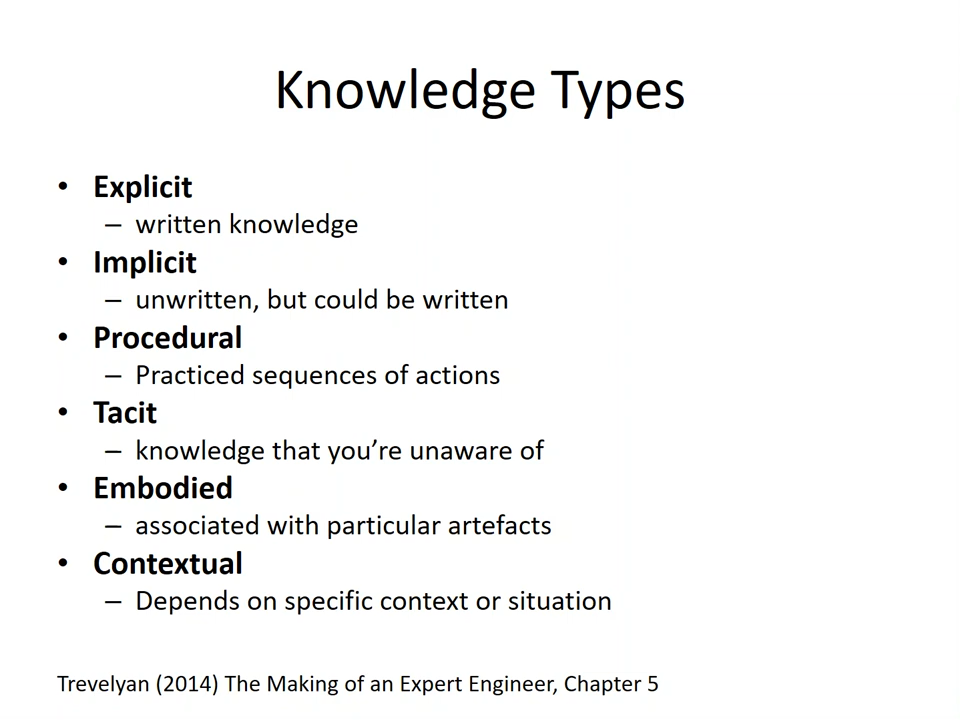 Knowledge Types
• Explicit
– written knowledge
• Implicit
– unwritten, but could be written
• Procedural
– Practiced sequences of actions
• Tacit
– knowledge that you’re unaware of
• Embodied
– associated with particular artefacts
• Contextual
– Depends on specific context or situation
Trevelyan (2014) The Making of an Expert Engineer, Chapter 5